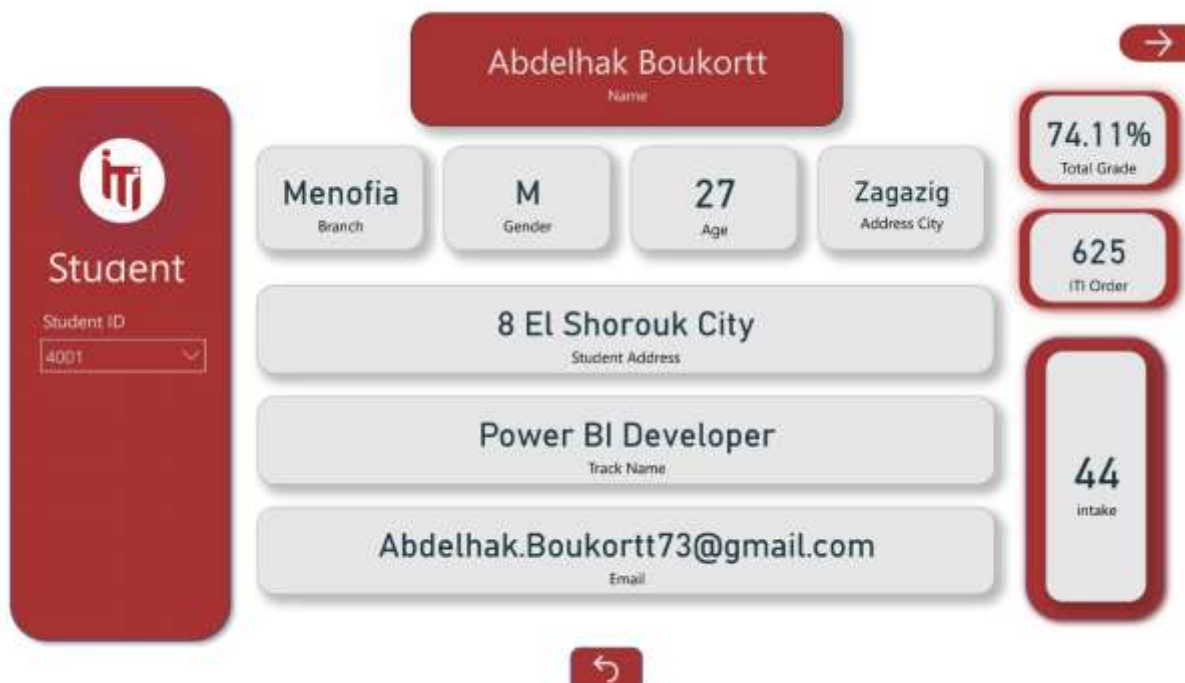 Abdelhak Boukortt
Name
iTi
Student
Student ID
4001
Menofia
Branch
M
Gender
27
Age
Zagazig
Address City
8 El Shorouk City
Student Address
Power BI Developer
Track Name
Abdelhak.Boukortt73@gmail.com
Email
74.11%
Total Grade
625
ITI Order
44
intake